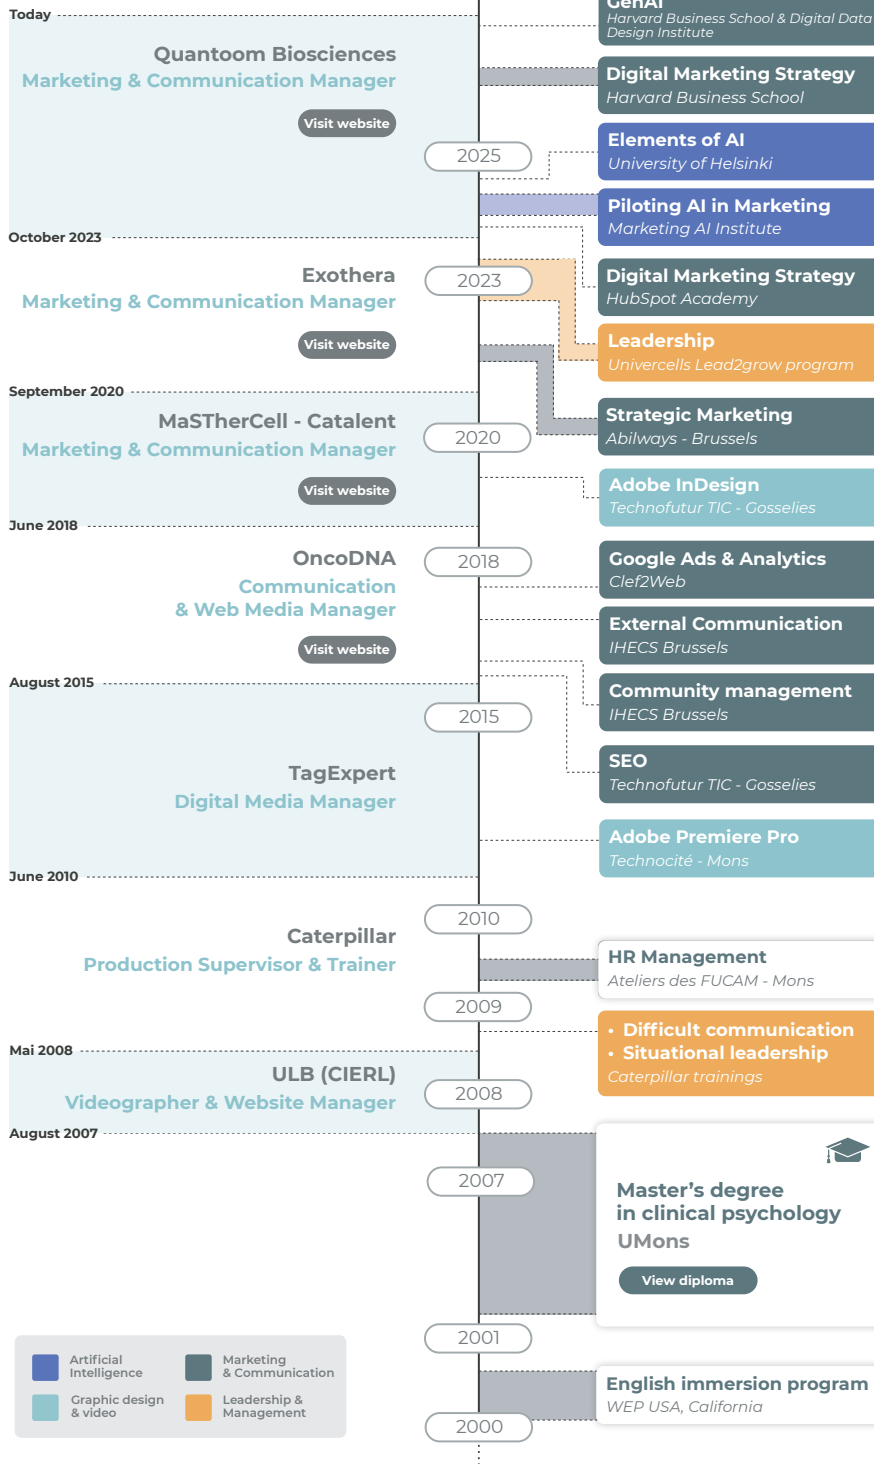 Today
Quantoom Biosciences
Marketing & Communication Manager
Visit website
October 2023
Exothera
Marketing & Communication Manager
Visit website
September 2020
MaSTherCell - Catalent
Marketing & Communication Manager
Visit website
June 2018
OncoDNA
Communication
& Web Media Manager
Visit website
August 2015
TagExpert
Digital Media Manager
June 2010
Caterpillar
Production Supervisor & Trainer
Mai 2008
ULB (CIERL)
Videographer & Website Manager
August 2007
2025
2023
2020
2018
2015
2010
2009
2008
2007
2001
2000
GenAI
Harvard Business School & Digital Data
Design Institute
Digital Marketing Strategy
Harvard Business School
Elements of AI
University of Helsinki
Piloting AI in Marketing
Marketing AI Institute
Digital Marketing Strategy
HubSpot Academy
Leadership
Univercells Lead2grow program
Strategic Marketing
Abilways - Brussels
Adobe InDesign
Technofutur TIC - Gosselies
Google Ads & Analytics
Clef2Web
External Communication
IHECS Brussels
Community management
IHECS Brussels
SEO
Technofutur TIC - Gosselies
Adobe Premiere Pro
Technocité - Mons
HR Management
Ateliers des FUCAM - Mons
• Difficult communication
• Situational leadership
Caterpillar trainings
Master’s degree
in clinical psychology
UMons
View diploma
English immersion program
WEP USA, California
Artificial
Intelligence
Marketing
& Communication
Graphic design
& video
Leadership &
Management